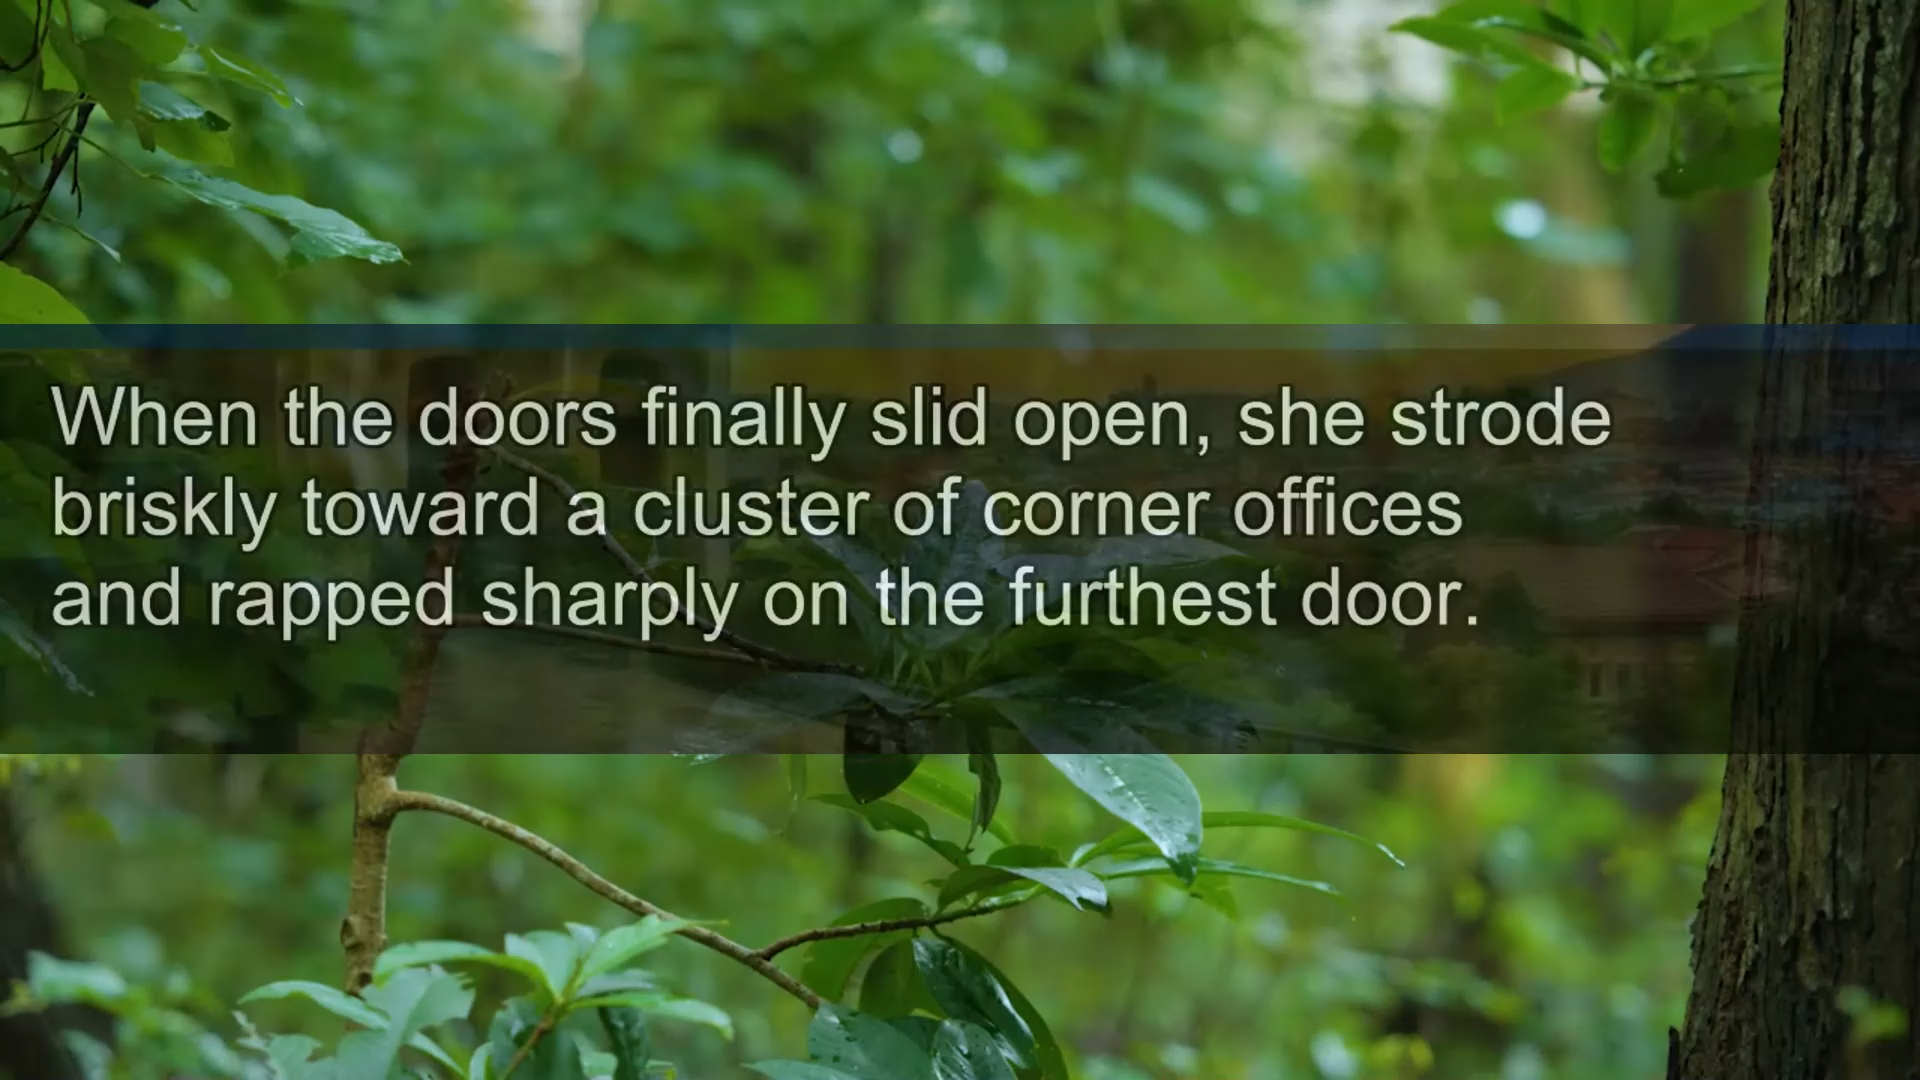 When the doors finally slid open, she strode
briskly toward a cluster of corner offices
and rapped sharply on the furthest door.